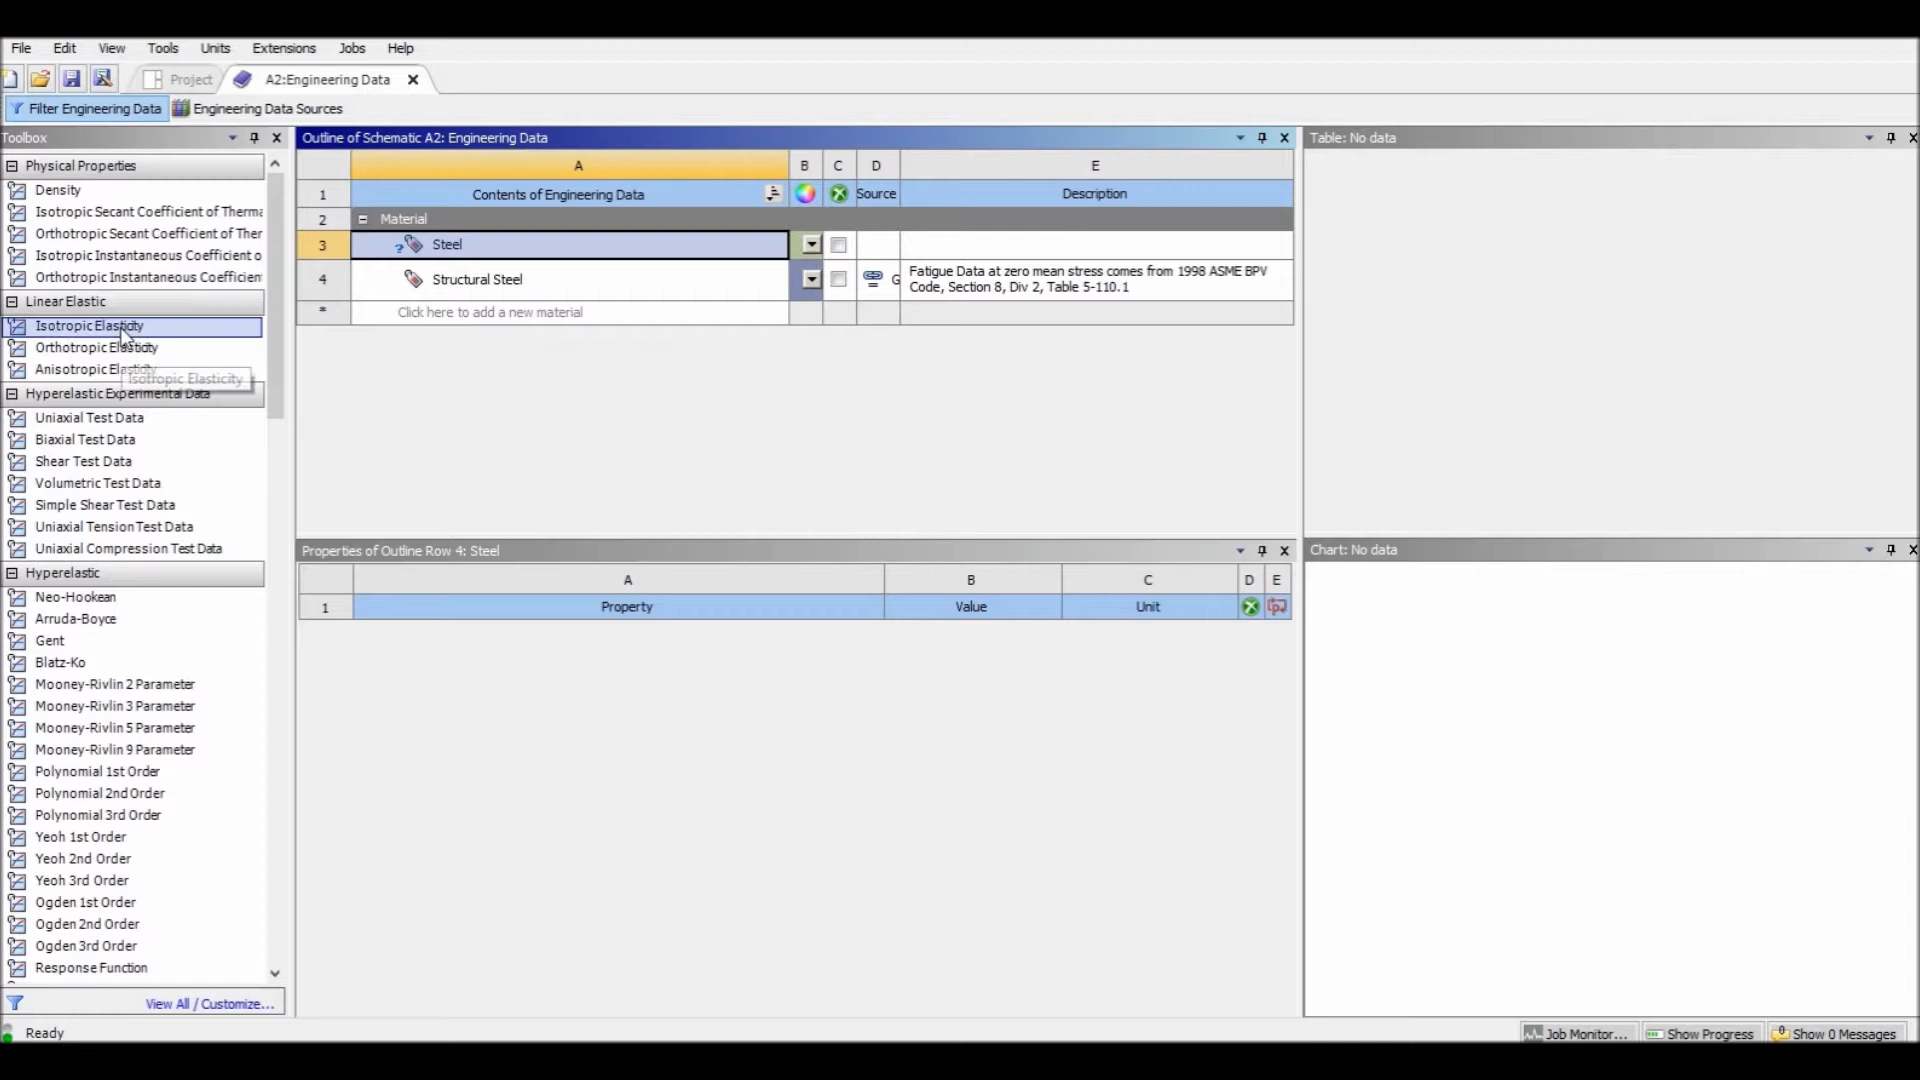 File Edit View Tools Units Extensions Jobs Help
Project A2:Engineering Data
Filter Engineering Data Engineering Data Sources
Toolbox
Physical Properties
Density
Isotropic Secant Coefficient of Therma
Orthotropic Secant Coefficient of Ther
Isotropic Instantaneous Coefficient o
Orthotropic Instantaneous Coefficien
Linear Elastic
Isotropic Elasticity
Orthotropic Elasticity
Anisotropic Elasticity
Isotropic Elasticity
Hyperelastic Experimental Data
Uniaxial Test Data
Biaxial Test Data
Shear Test Data
Volumetric Test Data
Simple Shear Test Data
Uniaxial Tension Test Data
Uniaxial Compression Test Data
Hyperelastic
Neo-Hookean
Arruda-Boyce
Gent
Blatz-Ko
Mooney-Rivlin 2 Parameter
Mooney-Rivlin 3 Parameter
Mooney-Rivlin 5 Parameter
Mooney-Rivlin 9 Parameter
Polynomial 1st Order
Polynomial 2nd Order
Polynomial 3rd Order
Yeoh 1st Order
Yeoh 2nd Order
Yeoh 3rd Order
Ogden 1st Order
Ogden 2nd Order
Ogden 3rd Order
Response Function
View All / Customize...
Outline of Schematic A2: Engineering Data
A B C D E
1 Contents of Engineering Data Source Description
2 Material
3 Steel
4 Structural Steel G Fatigue Data at zero mean stress comes from 1998 ASME BPV
Code, Section 8, Div 2, Table 5-110.1
* Click here to add a new material
Properties of Outline Row 4: Steel
A B C D E
1 Property Value Unit
Table: No data
Chart: No data
Ready Job Monitor... Show Progress Show 0 Messages